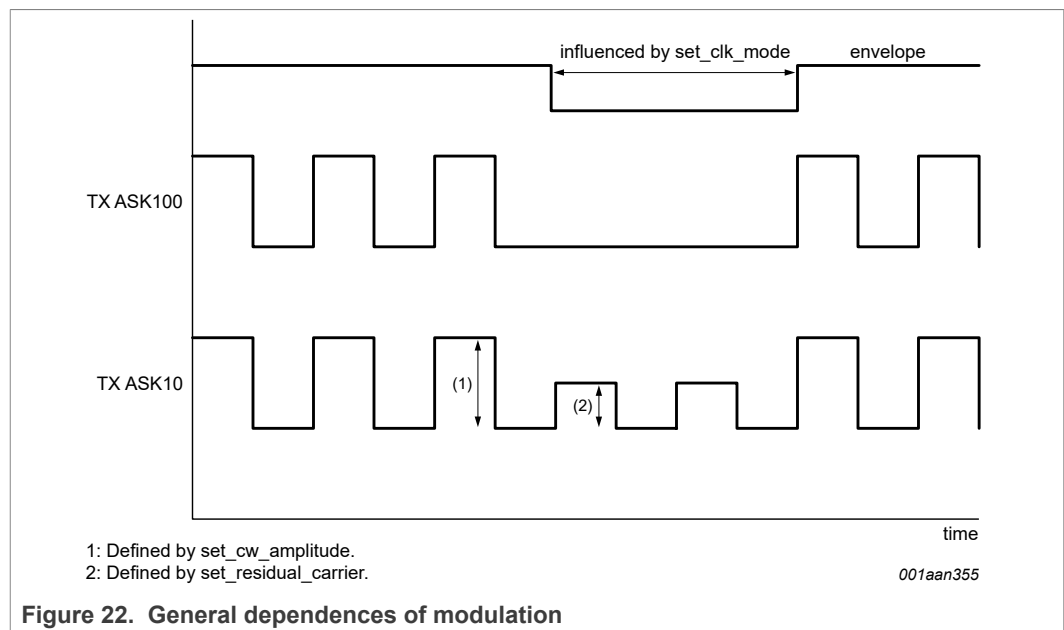 influenced by set_clk_mode
envelope
TX ASK100
TX ASK10
(1)
(2)
time
1: Defined by set_cw_amplitude.
2: Defined by set_residual_carrier.
001aan355
Figure 22. General dependences of modulation